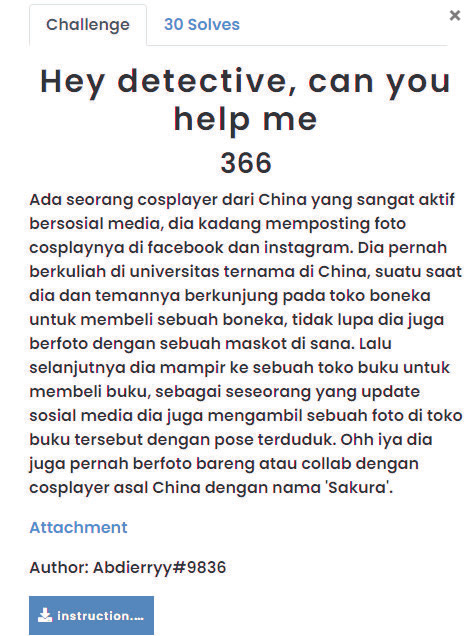 Challenge
30 Solves
×
Hey detective, can you
help me
366
Ada seorang cosplayer dari China yang sangat aktif
bersosial media, dia kadang memposting foto
cosplaynya di facebook dan instagram. Dia pernah
berkuliah di universitas ternama di China, suatu saat
dia dan temannya berkunjung pada toko boneka
untuk membeli sebuah boneka, tidak lupa dia juga
berfoto dengan sebuah maskot di sana. Lalu
selanjutnya dia mampir ke sebuah toko buku untuk
membeli buku, sebagai seseorang yang update
sosial media dia juga mengambil sebuah foto di toko
buku tersebut dengan pose terduduk. Ohh iya dia
juga pernah berfoto bareng atau collab dengan
cosplayer asal China dengan nama 'Sakura'.
Attachment
Author: Abdierryy#9836
instruction....